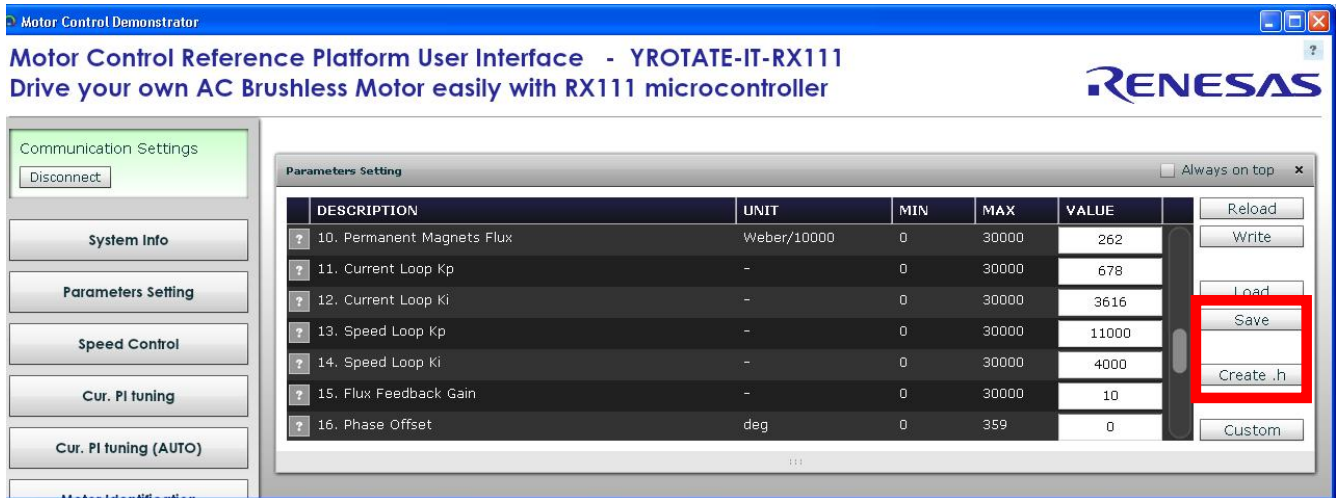 Motor Control Demonstrator
Motor Control Reference Platform User Interface - YROTATE-IT-RX111
?
Drive your own AC Brushless Motor easily with RX111 microcontroller
RENESAS
Communication Settings
Disconnect
System Info
Parameters Setting
Speed Control
Cur. PI tuning
Cur. PI tuning (AUTO)
Motor Identification
Parameters Setting
Always on top x
DESCRIPTION UNIT MIN MAX VALUE
? 10. Permanent Magnets Flux Weber/10000 0 30000 262
? 11. Current Loop Kp - 0 30000 678
? 12. Current Loop Ki - 0 30000 3616
? 13. Speed Loop Kp - 0 30000 11000
? 14. Speed Loop Ki - 0 30000 4000
? 15. Flux Feedback Gain - 0 30000 10
? 16. Phase Offset deg 0 359 0
Reload
Write
Load
Save
Create .h
Custom